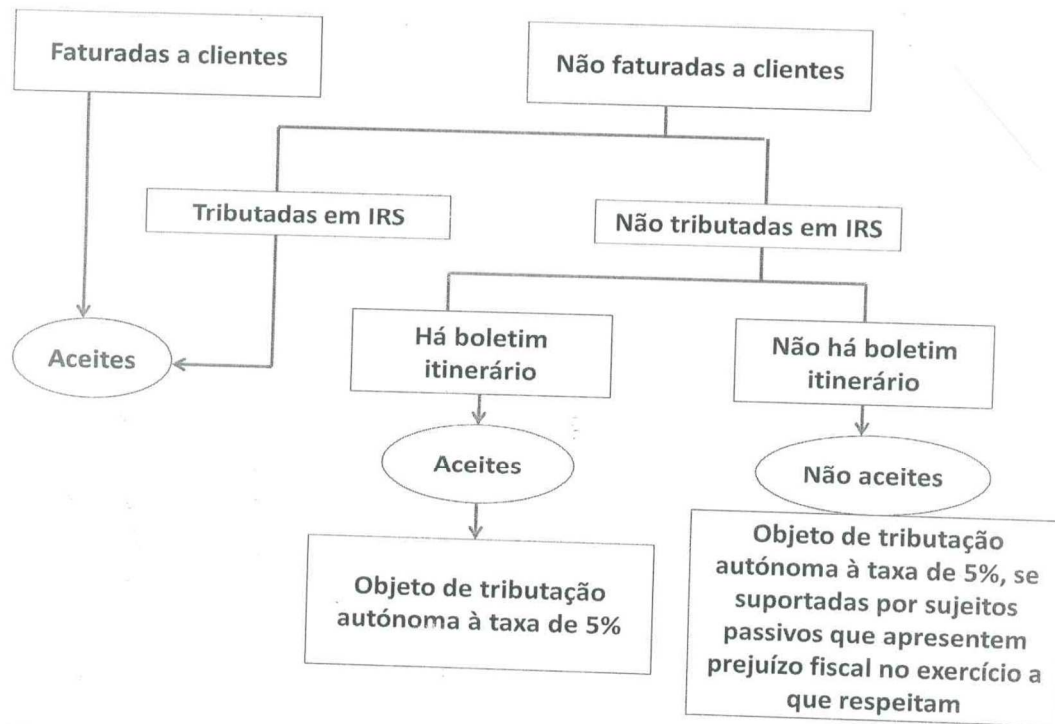 Faturadas a clientes
Não faturadas a clientes
Tributadas em IRS
Não tributadas em IRS
Aceites
Há boletim
itinerário
Não há boletim
itinerário
Aceites
Não aceites
Objeto de tributação
autónoma à taxa de 5%
Objeto de tributação
autónoma à taxa de 5%, se
suportadas por sujeitos
passivos que apresentem
prejuízo fiscal no exercício a
que respeitam